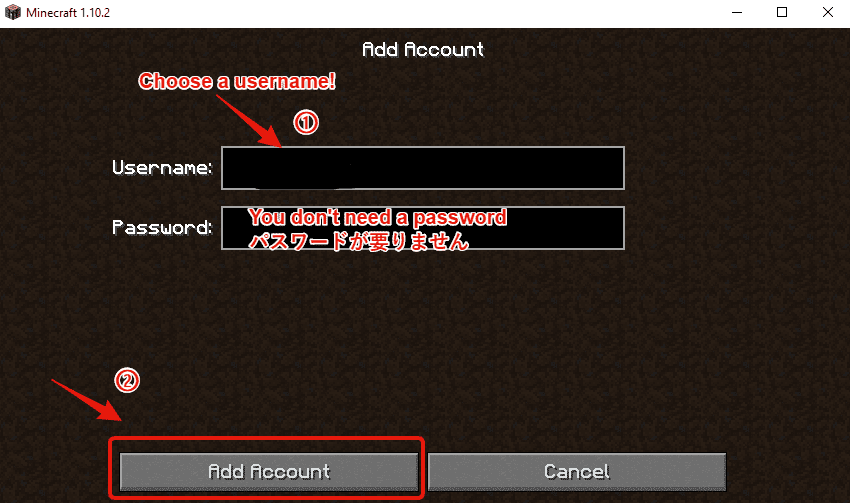 Minecraft 1.10.2
Add Account
Choose a username!
①
Username:
Password:
You don't need a password
パスワードが要りません
②
Add Account
Cancel